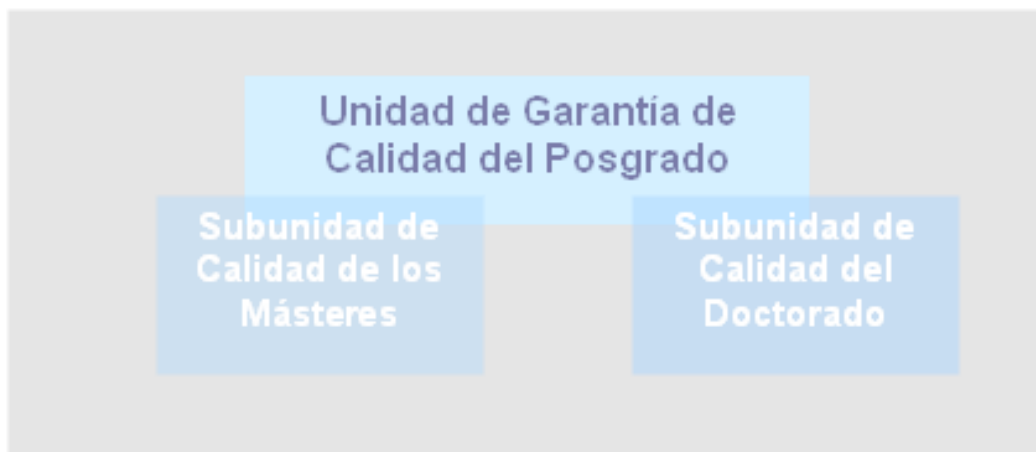 Unidad de Garantía de
Calidad del Posgrado
Subunidad de
Calidad de los
Másteres
Subunidad de
Calidad del
Doctorado